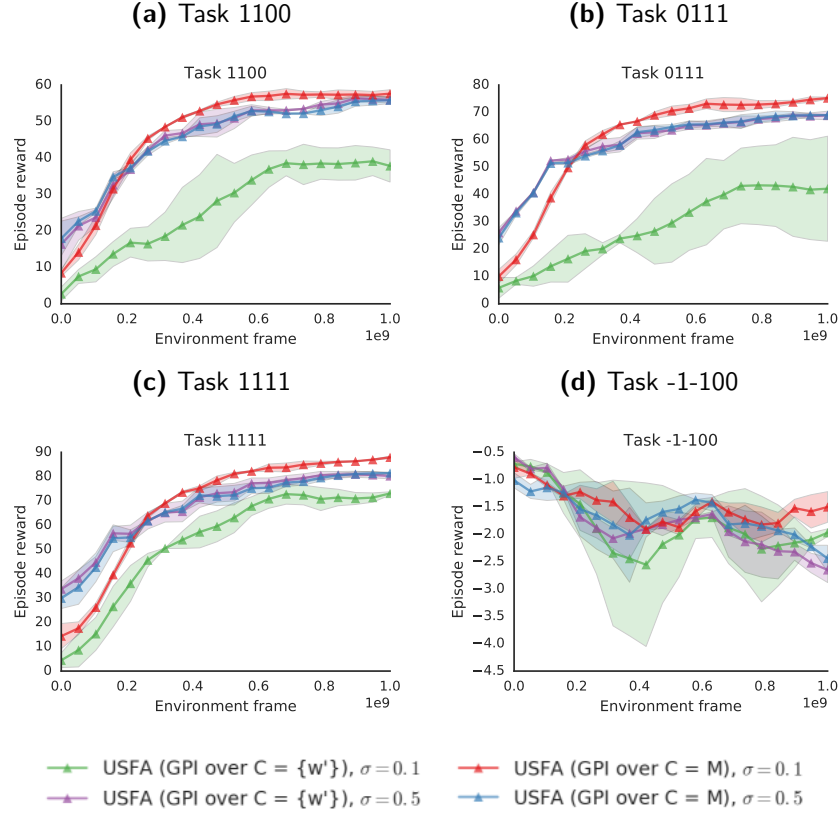 (a) Task 1100
(b) Task 0111
Task 1100
60
50
40
30
20
10
0
Episode reward
0.0 0.2 0.4 0.6 0.8 1.0
Environment frame
1e9
Task 0111
80
70
60
50
40
30
20
10
0
Episode reward
0.0 0.2 0.4 0.6 0.8 1.0
Environment frame
1e9
(c) Task 1111
(d) Task -1-100
Task 1111
90
80
70
60
50
40
30
20
10
0
Episode reward
0.0 0.2 0.4 0.6 0.8 1.0
Environment frame
1e9
Task -1-100
−0.5
−1.0
−1.5
−2.0
−2.5
−3.0
−3.5
−4.0
−4.5
Episode reward
0.0 0.2 0.4 0.6 0.8 1.0
Environment frame
1e9
USFA (GPI over C = {w'}), σ = 0.1
USFA (GPI over C = {w'}), σ = 0.5
USFA (GPI over C = M), σ = 0.1
USFA (GPI over C = M), σ = 0.5